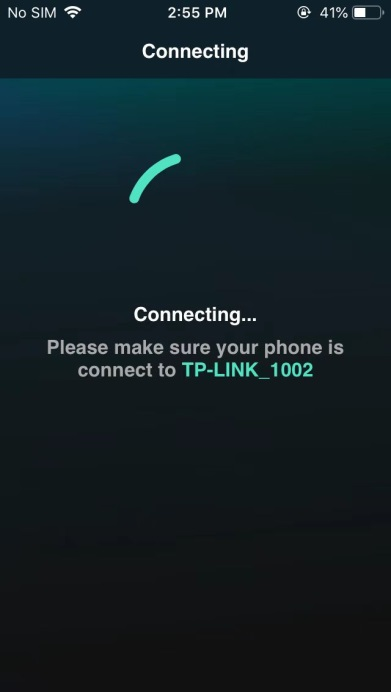 No SIM 2:55 PM 41%
Connecting
Connecting...
Please make sure your phone is
connect to TP-LINK_1002